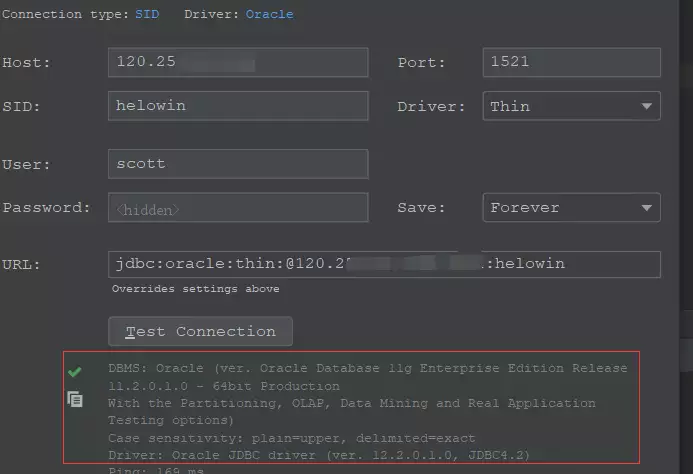 Connection type: SID Driver: Oracle
Host: 120.25 Port: 1521
SID: helowin Driver: Thin
User: scott
Password: <hidden> Save: Forever
URL: jdbc:oracle:thin:@120.2 :helowin
Overrides settings above
Test Connection
DBMS: Oracle (ver. Oracle Database 11g Enterprise Edition Release
11.2.0.1.0 - 64bit Production
With the Partitioning, OLAP, Data Mining and Real Application
Testing options)
Case sensitivity: plain=upper, delimited=exact
Driver: Oracle JDBC driver (ver. 12.2.0.1.0, JDBC4.2)
Ping: 169 ms